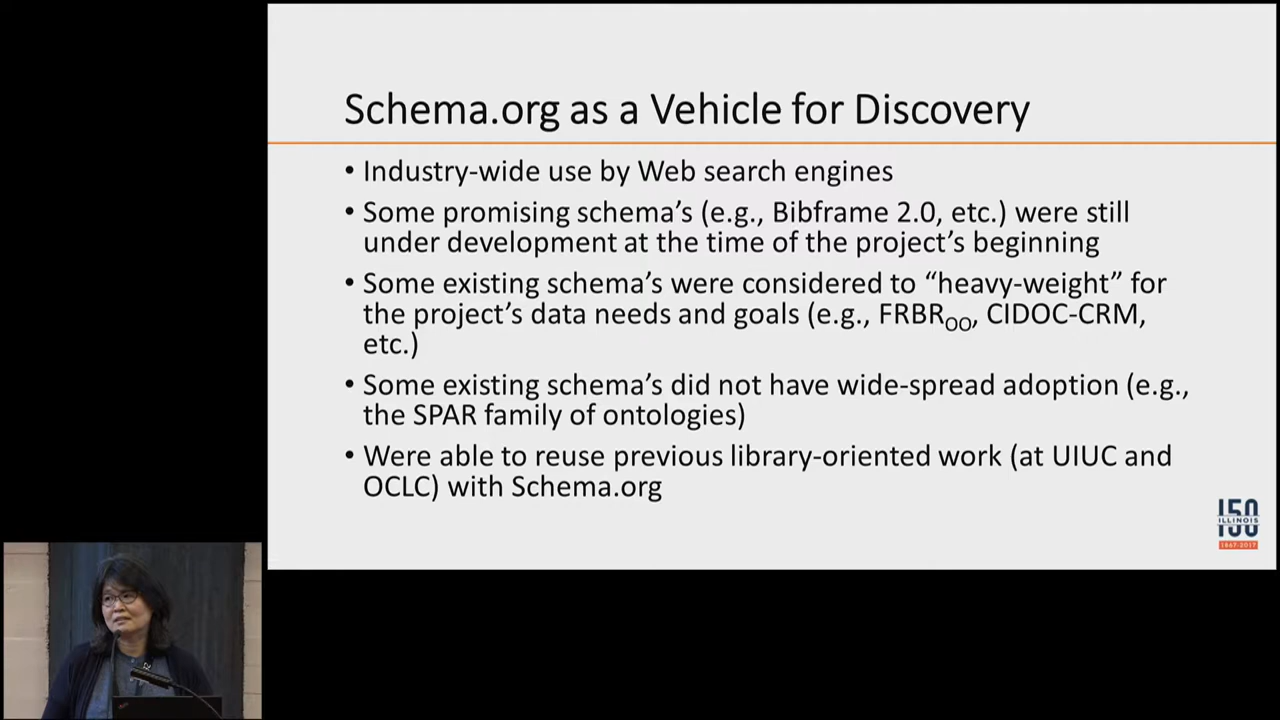 Schema.org as a Vehicle for Discovery
• Industry-wide use by Web search engines
• Some promising schema's (e.g., Bibframe 2.0, etc.) were still
under development at the time of the project's beginning
• Some existing schema's were considered to “heavy-weight” for
the project's data needs and goals (e.g., FRBROO, CIDOC-CRM,
etc.)
• Some existing schema's did not have wide-spread adoption (e.g.,
the SPAR family of ontologies)
• Were able to reuse previous library-oriented work (at UIUC and
OCLC) with Schema.org
150
ILLINOIS
1867-2017